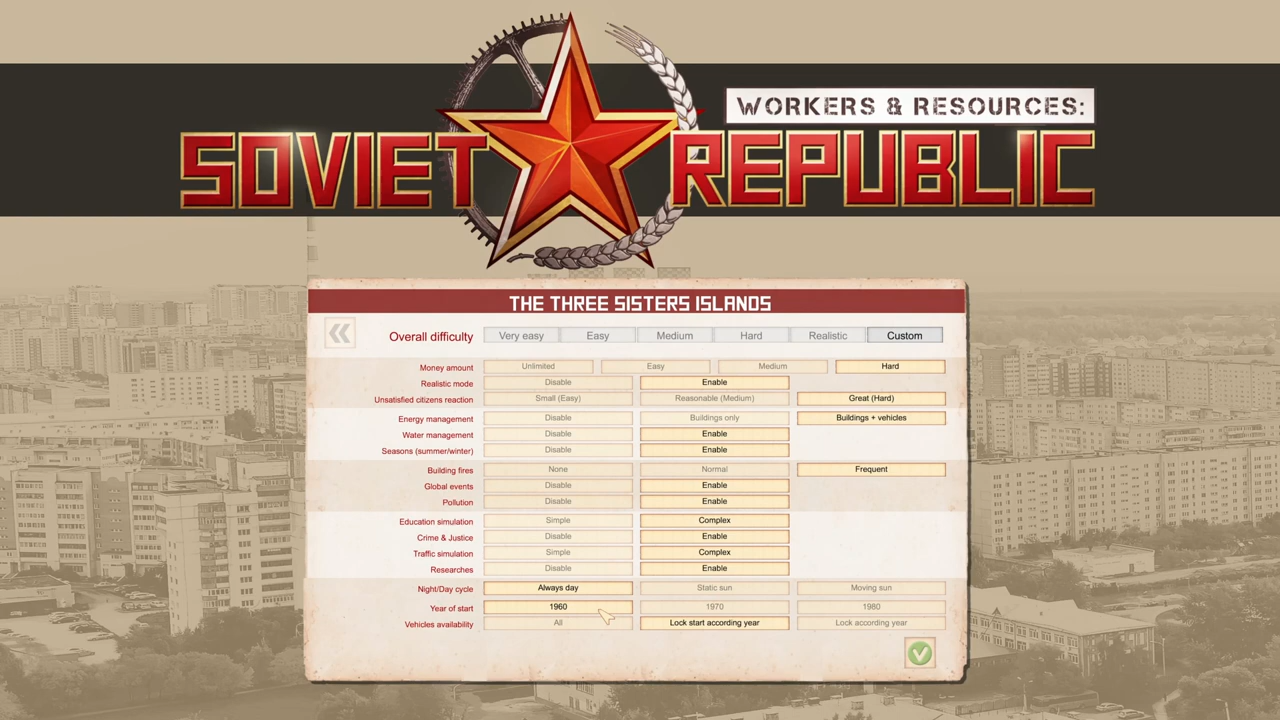 WORKERS & RESOURCES:
SOVIET REPUBLIC
THE THREE SISTERS ISLANDS
Overall difficulty Very easy Easy Medium Hard Realistic Custom
Money amount Unlimited Easy Medium Hard
Realistic mode Disable Enable
Unsatisfied citizens reaction Small (Easy) Reasonable (Medium) Great (Hard)
Energy management Disable Buildings only Buildings + vehicles
Water management Disable Enable
Seasons (summer/winter) Disable Enable
Building fires None Normal Frequent
Global events Disable Enable
Pollution Disable Enable
Education simulation Simple Complex
Crime & Justice Disable Enable
Traffic simulation Simple Complex
Researches Disable Enable
Night/Day cycle Always day Static sun Moving sun
Year of start 1960 1970 1980
Vehicles availability All Lock start according year Lock according year